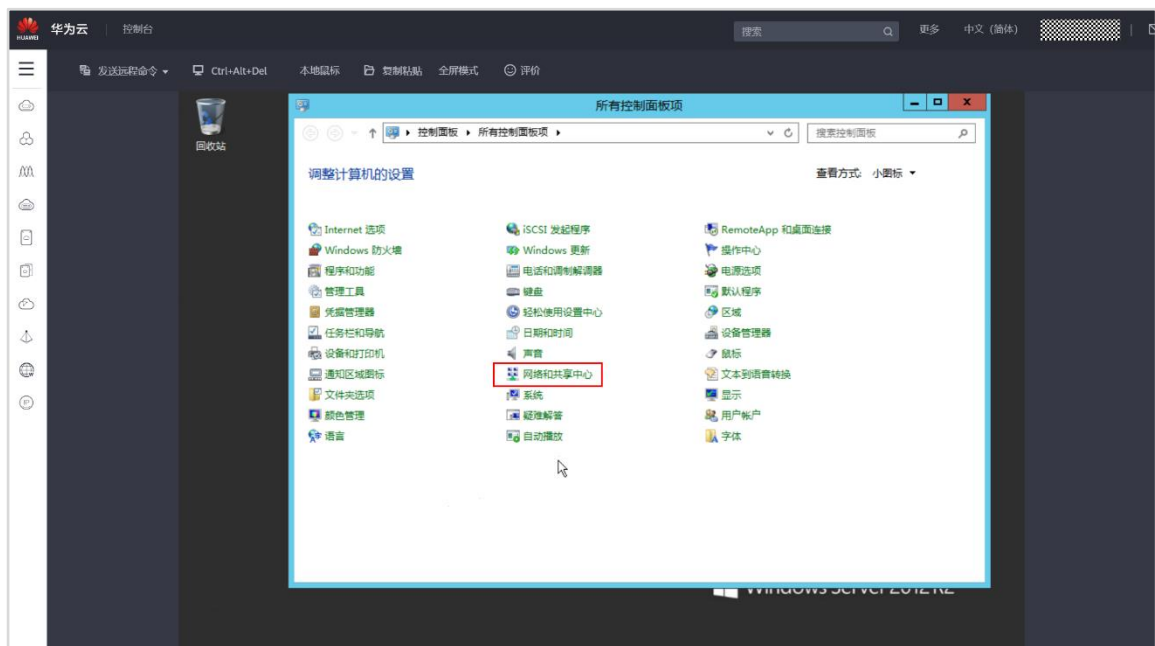 HUAWEI 华为云 控制台 搜索 更多 中文 (简体)
发送远程命令 Ctrl+Alt+Del 本地鼠标 复制粘贴 全屏模式 评价
回收站
所有控制面板项
控制面板 所有控制面板项 搜索控制面板
调整计算机的设置 查看方式: 小图标
Internet 选项 iSCSI 发起程序 RemoteApp 和桌面连接
Windows 防火墙 Windows 更新 操作中心
程序和功能 电话和调制解调器 电源选项
管理工具 键盘 默认程序
凭据管理器 轻松使用设置中心 区域
任务栏和导航 日期和时间 设备管理器
设备和打印机 声音 鼠标
通知区域图标 网络和共享中心 文本到语音转换
文件夹选项 系统 显示
颜色管理 疑难解答 用户帐户
语言 自动播放 字体
Windows Server 2012 R2